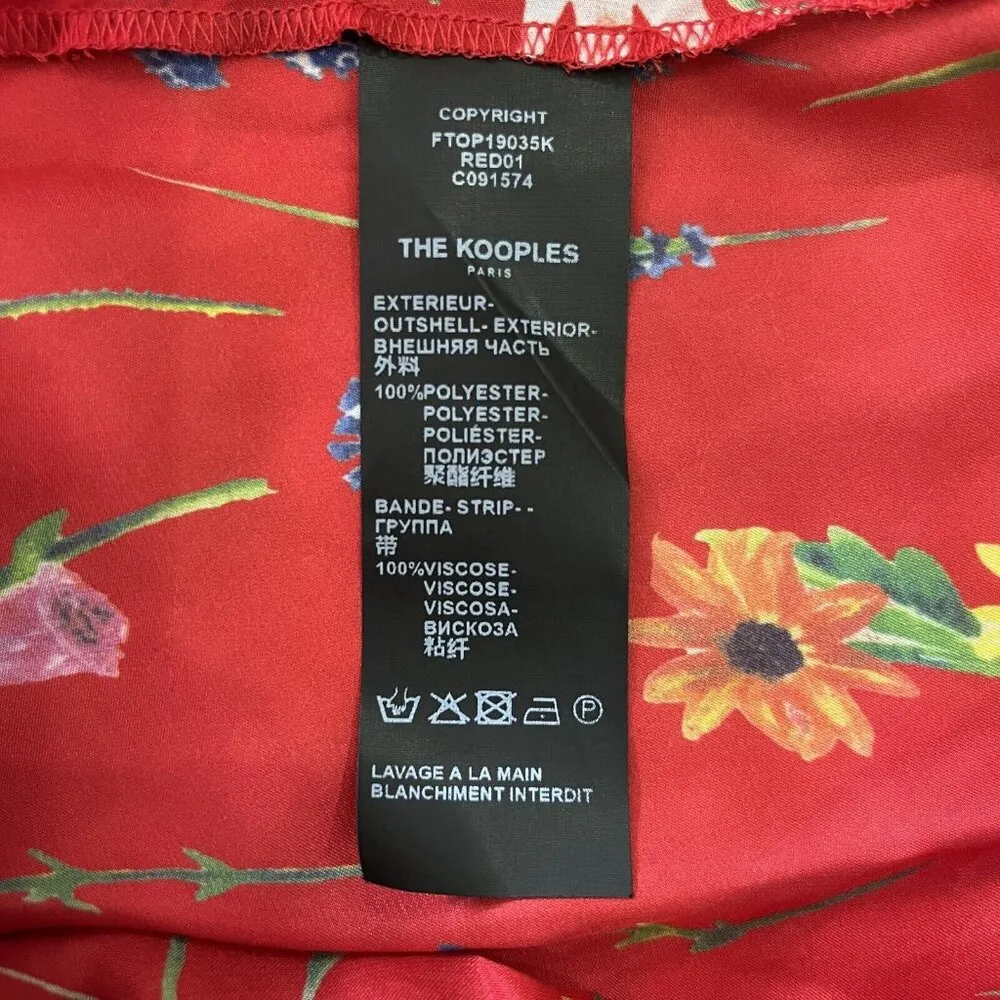 COPYRIGHT
FTOP19035K
RED01
C091574
THE KOOPLES
PARIS
EXTERIEUR-
OUTSHELL- EXTERIOR-
ВНЕШНЯЯ ЧАСТЬ
外料
100%POLYESTER-
POLYESTER-
POLIÉSTER-
ПОЛИЭСТЕР
聚酯纤维
BANDE- STRIP- -
ГРУППА
带
100%VISCOSE-
VISCOSE-
VISCOSA-
ВИСКОЗА
粘纤
P
LAVAGE A LA MAIN
BLANCHIMENT INTERDIT